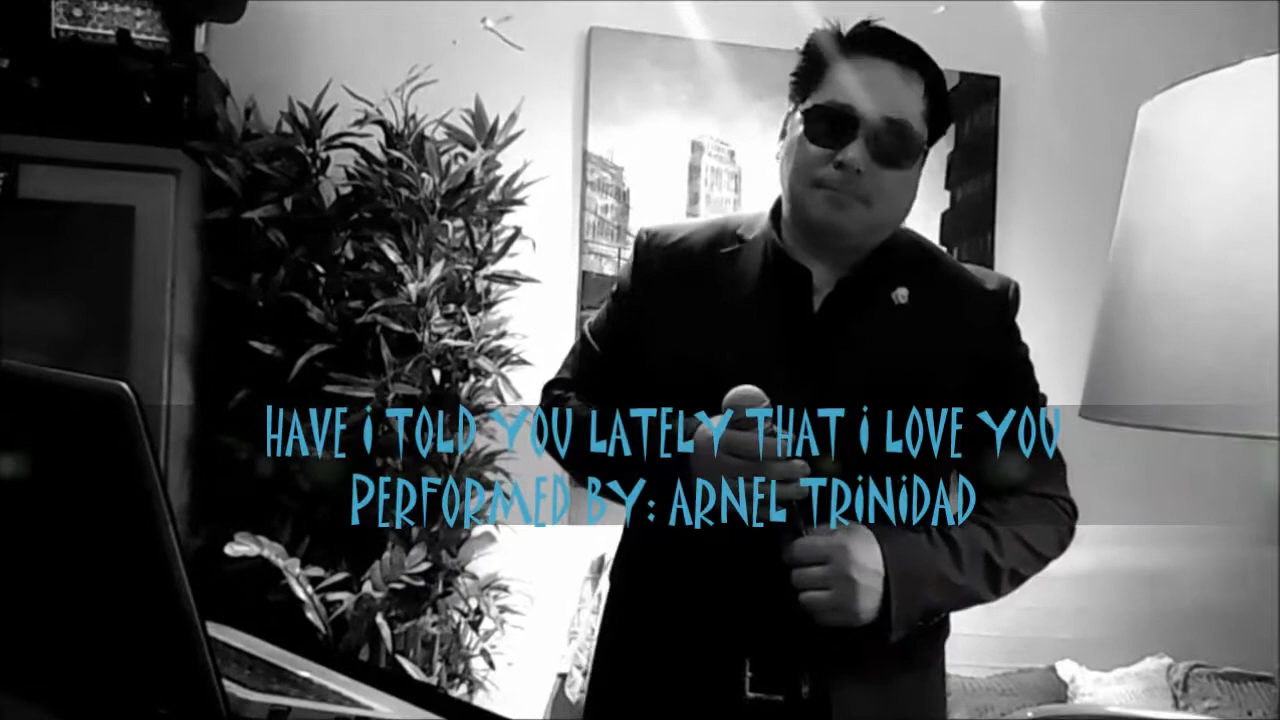 HAVE i TOLD YOU LATELY THAT i LOVE YOU
PERFORMED BY: ARNEL TRiNiDAD